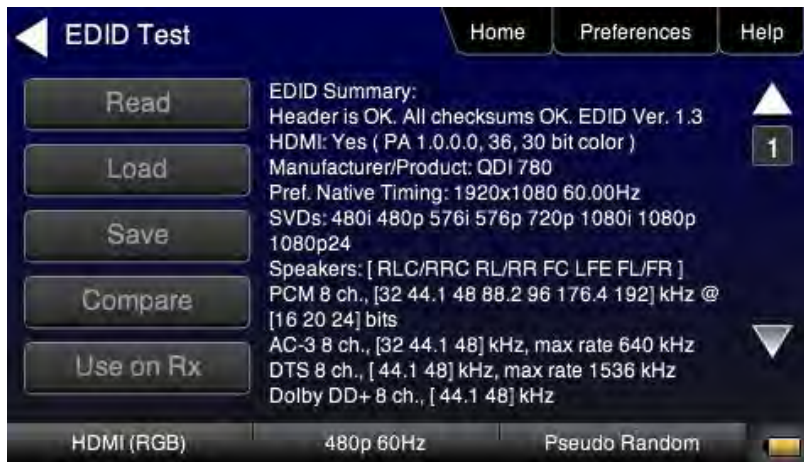 EDID Test
Home
Preferences
Help
Read
Load
Save
Compare
Use on Rx
EDID Summary:
Header is OK. All checksums OK. EDID Ver. 1.3
HDMI: Yes ( PA 1.0.0.0, 36, 30 bit color )
Manufacturer/Product: QDI 780
Pref. Native Timing: 1920x1080 60.00Hz
SVDs: 480i 480p 576i 576p 720p 1080i 1080p
1080p24
Speakers: [ RLC/RRC RL/RR FC LFE FL/FR ]
PCM 8 ch., [32 44.1 48 88.2 96 176.4 192] kHz @
[16 20 24] bits
AC-3 8 ch., [32 44.1 48] kHz, max rate 640 kHz
DTS 8 ch., [ 44.1 48] kHz, max rate 1536 kHz
Dolby DD+ 8 ch., [ 44.1 48] kHz
1
HDMI (RGB)
480p 60Hz
Pseudo Random